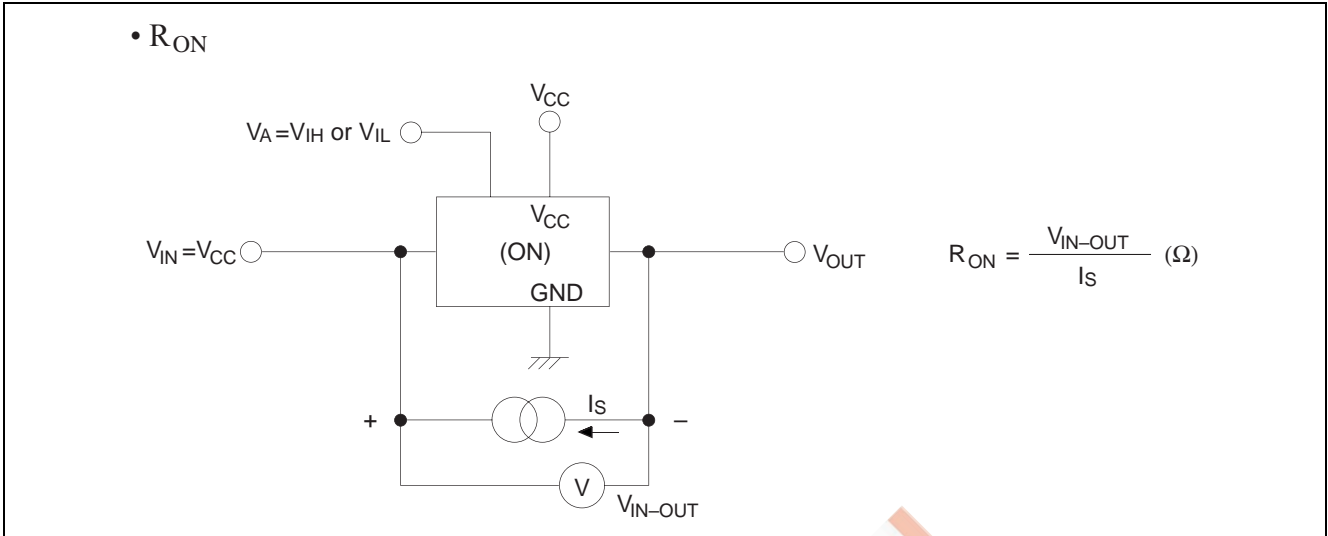 • RON
VCC
VA=VIH or VIL
VCC
VIN=VCC
(ON)
VOUT
RON = VIN–OUT / IS (Ω)
GND
IS
+
–
V
VIN–OUT